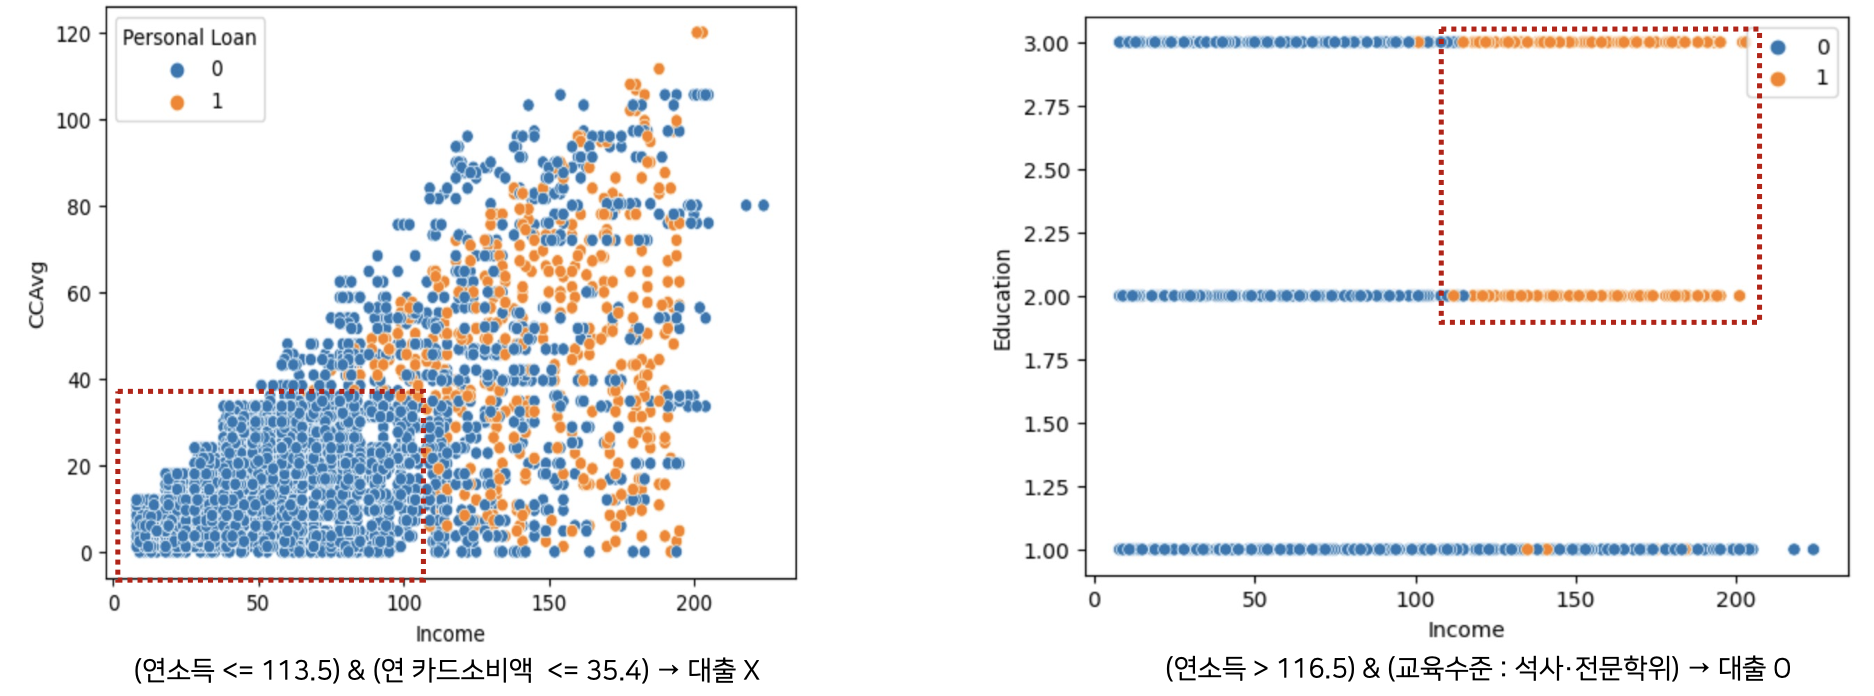 Personal Loan
0
1
120
100
80
60
40
20
0
CCAvg
0 50 100 150 200
Income
(연소득 <= 113.5) & (연 카드소비액 <= 35.4) → 대출 X
0
1
3.00
2.75
2.50
2.25
2.00
1.75
1.50
1.25
1.00
Education
0 50 100 150 200
Income
(연소득 > 116.5) & (교육수준 : 석사·전문학위) → 대출 O